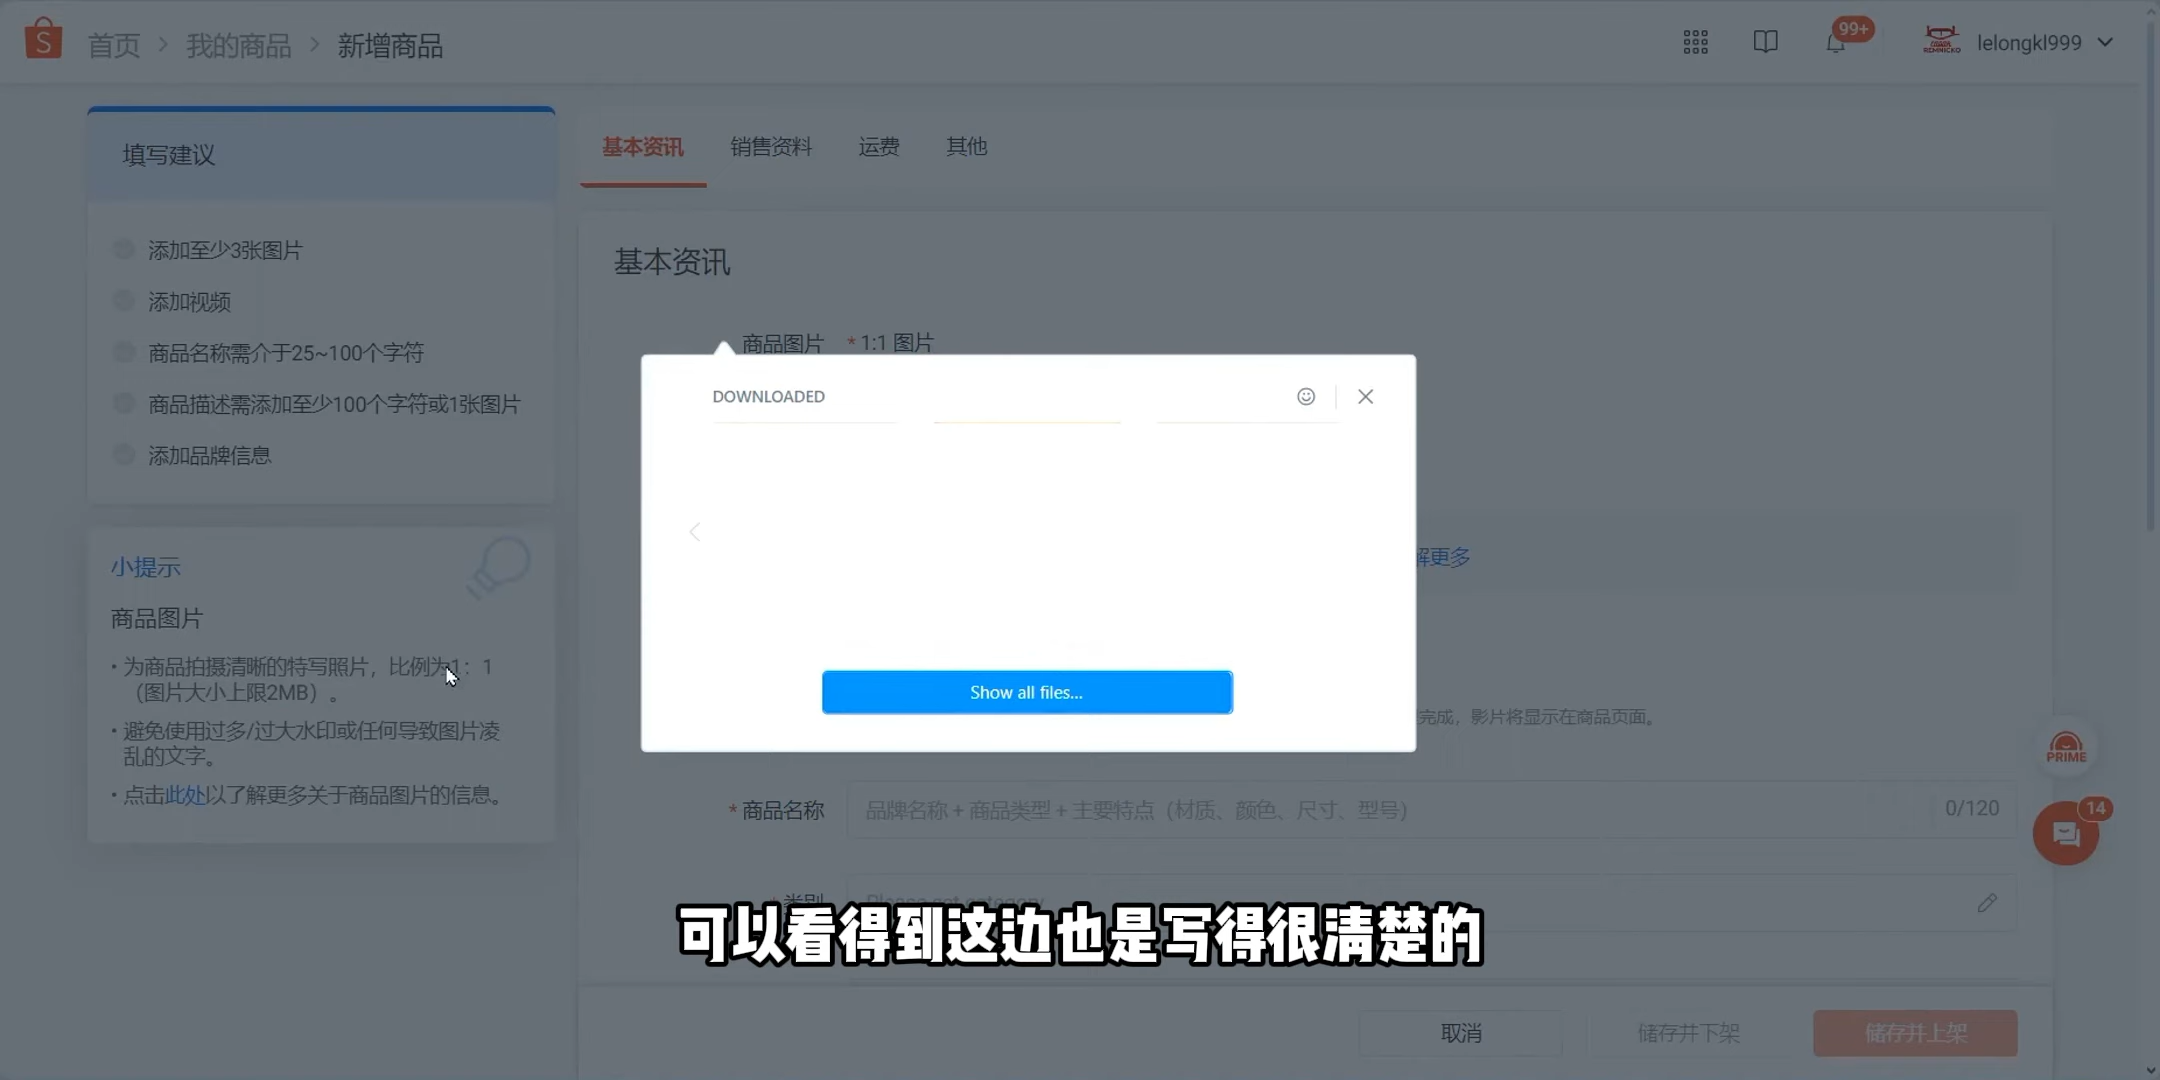 首页 > 我的商品 > 新增商品
99+
lelongkl999
填写建议
添加至少3张图片
添加视频
商品名称需介于25~100个字符
商品描述需添加至少100个字符或1张图片
添加品牌信息
小提示
商品图片
• 为商品拍摄清晰的特写照片，比例为1：1
（图片大小上限2MB）。
• 避免使用过多/过大水印或任何导致图片凌
乱的文字。
• 点击此处以了解更多关于商品图片的信息。
基本资讯 销售资料 运费 其他
基本资讯
商品图片 * 1:1 图片
DOWNLOADED
解更多
Show all files...
完成，影片将显示在商品页面。
* 商品名称 品牌名称 + 商品类型 + 主要特点（材质、颜色、尺寸、型号） 0/120
PRIME
14
类别
可以看得到这边也是写得很清楚的
取消 储存并下架 储存并上架